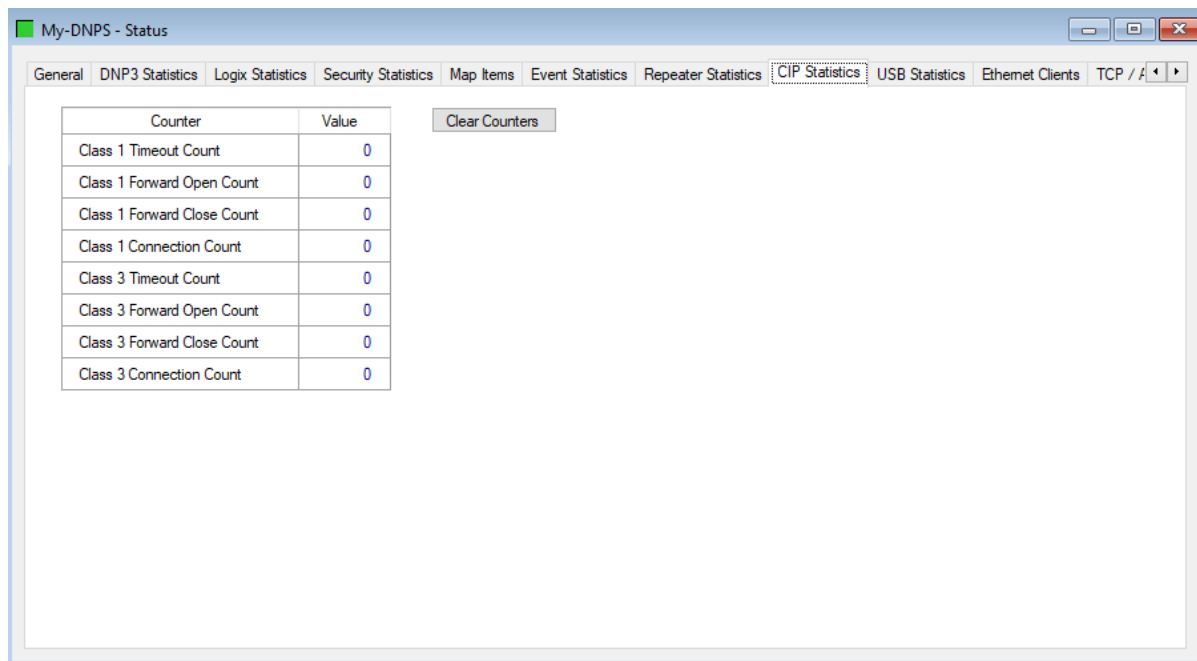 My-DNPS - Status
General DNP3 Statistics Logix Statistics Security Statistics Map Items Event Statistics Repeater Statistics CIP Statistics USB Statistics Ethernet Clients TCP / A
Counter Value Clear Counters
Class 1 Timeout Count 0
Class 1 Forward Open Count 0
Class 1 Forward Close Count 0
Class 1 Connection Count 0
Class 3 Timeout Count 0
Class 3 Forward Open Count 0
Class 3 Forward Close Count 0
Class 3 Connection Count 0